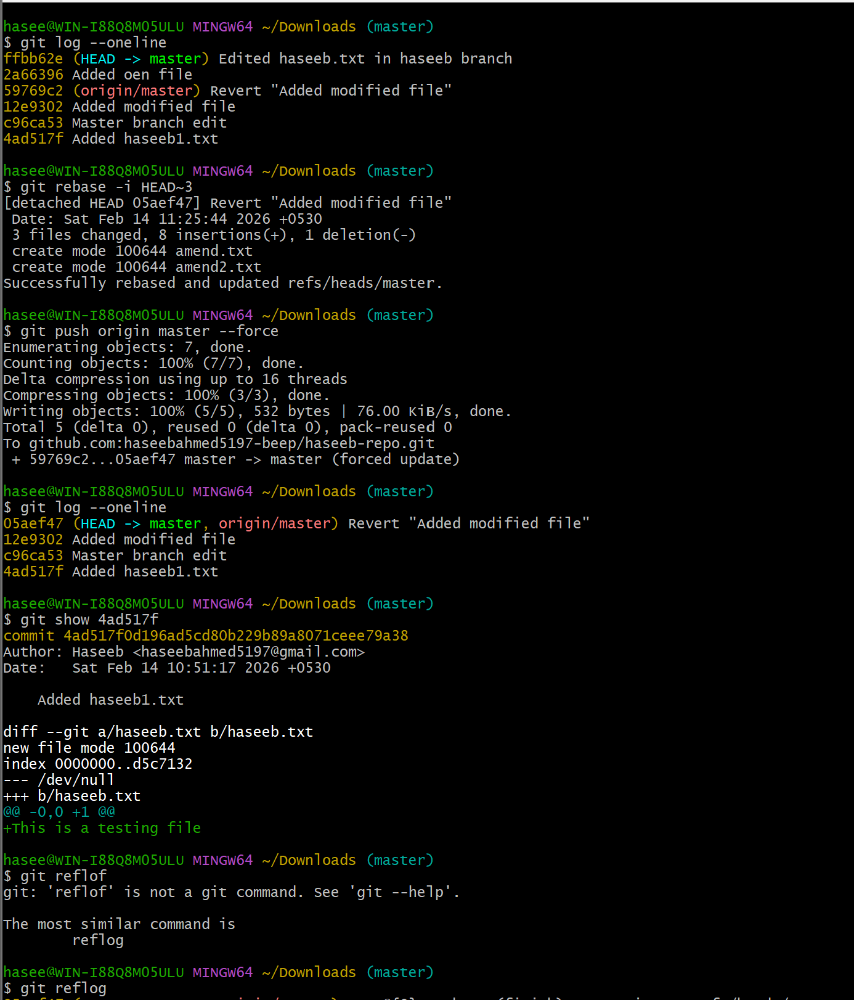 hasee@WIN-I88Q8M05ULU MINGW64 ~/Downloads (master)
$ git log --oneline
ffbb62e (HEAD -> master) Edited haseeb.txt in haseeb branch
2a66396 Added oen file
59769c2 (origin/master) Revert "Added modified file"
12e9302 Added modified file
c96ca53 Master branch edit
4ad517f Added haseeb1.txt
hasee@WIN-I88Q8M05ULU MINGW64 ~/Downloads (master)
$ git rebase -i HEAD~3
[detached HEAD 05aef47] Revert "Added modified file"
Date: Sat Feb 14 11:25:44 2026 +0530
3 files changed, 8 insertions(+), 1 deletion(-)
create mode 100644 amend.txt
create mode 100644 amend2.txt
Successfully rebased and updated refs/heads/master.
hasee@WIN-I88Q8M05ULU MINGW64 ~/Downloads (master)
$ git push origin master --force
Enumerating objects: 7, done.
Counting objects: 100% (7/7), done.
Delta compression using up to 16 threads
Compressing objects: 100% (3/3), done.
Writing objects: 100% (5/5), 532 bytes | 76.00 KiB/s, done.
Total 5 (delta 0), reused 0 (delta 0), pack-reused 0
To github.com:haseebahmed5197-beep/haseeb-repo.git
+ 59769c2...05aef47 master -> master (forced update)
hasee@WIN-I88Q8M05ULU MINGW64 ~/Downloads (master)
$ git log --oneline
05aef47 (HEAD -> master, origin/master) Revert "Added modified file"
12e9302 Added modified file
c96ca53 Master branch edit
4ad517f Added haseeb1.txt
hasee@WIN-I88Q8M05ULU MINGW64 ~/Downloads (master)
$ git show 4ad517f
commit 4ad517f0d196ad5cd80b229b89a8071ceee79a38
Author: Haseeb <haseebahmed5197@gmail.com>
Date:   Sat Feb 14 10:51:17 2026 +0530
Added haseeb1.txt
diff --git a/haseeb.txt b/haseeb.txt
new file mode 100644
index 0000000..d5c7132
--- /dev/null
+++ b/haseeb.txt
@@ -0,0 +1 @@
+This is a testing file
hasee@WIN-I88Q8M05ULU MINGW64 ~/Downloads (master)
$ git reflof
git: 'reflof' is not a git command. See 'git --help'.
The most similar command is
reflog
hasee@WIN-I88Q8M05ULU MINGW64 ~/Downloads (master)
$ git reflog